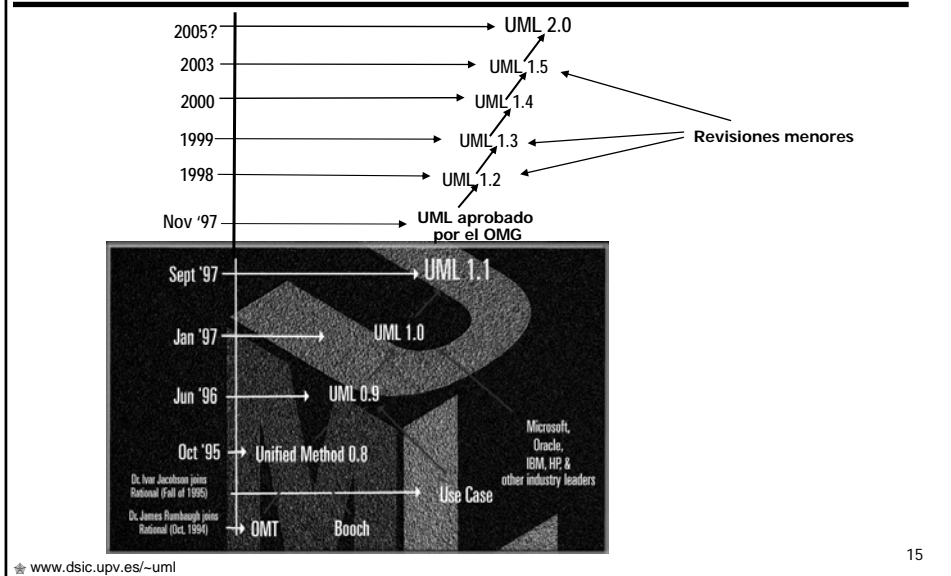 2005?
UML 2.0
2003
UML 1.5
2000
UML 1.4
1999
UML 1.3
Revisiones menores
1998
UML 1.2
Nov '97
UML aprobado
por el OMG
Sept '97
UML 1.1
Jan '97
UML 1.0
Jun '96
UML 0.9
Microsoft,
Oracle,
IBM, HP, &
other industry leaders
Oct '95
Unified Method 0.8
Dr. Ivar Jacobson joins
Rational (Fall of 1995)
Use Case
Dr. James Rumbaugh joins
Rational (Oct, 1994)
OMT
Booch
UML
www.dsic.upv.es/~uml
15